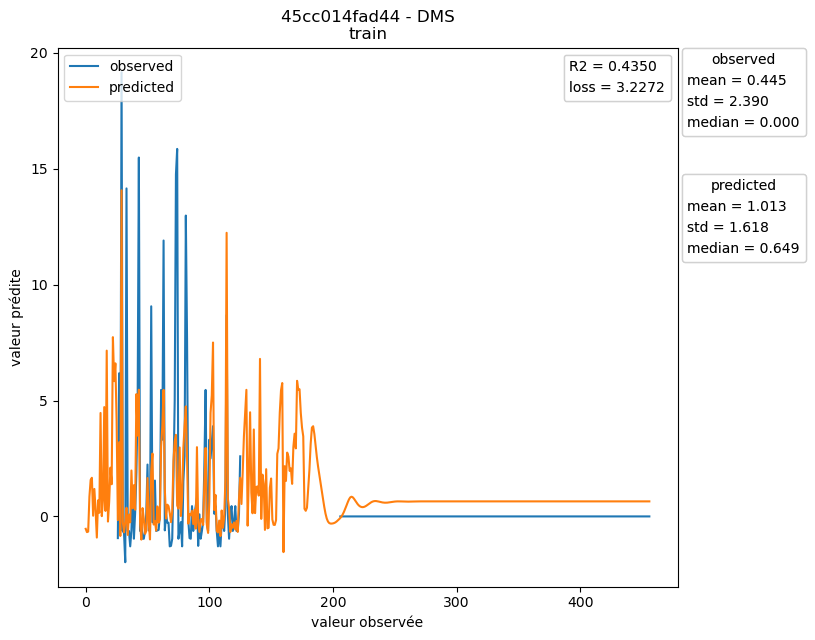 45cc014fad44 - DMS
train
observed
predicted
R2 = 0.4350
loss = 3.2272
observed
mean = 0.445
std = 2.390
median = 0.000
predicted
mean = 1.013
std = 1.618
median = 0.649
20
15
10
5
0
valeur prédite
0
100
200
300
400
valeur observée